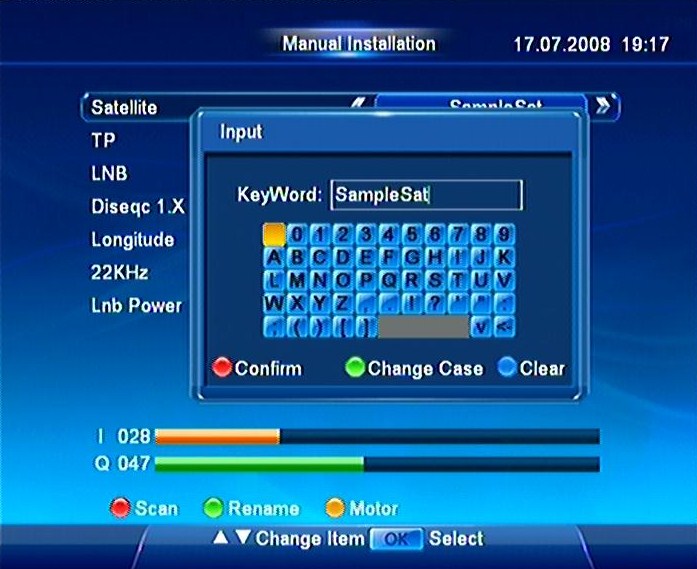 Manual Installation 17.07.2008 19:17
Satellite SampleSat
TP
LNB
Diseqc 1.X
Longitude
22KHz
Lnb Power
Input
KeyWord: SampleSat
0 1 2 3 4 5 6 7 8 9
A B C D E F G H I J K
L M N O P Q R S T U V
W X Y Z ! ?
( ) [ ] v <-
Confirm Change Case Clear
I 028
Q 047
Scan Rename Motor
▲ ▼ Change Item OK Select